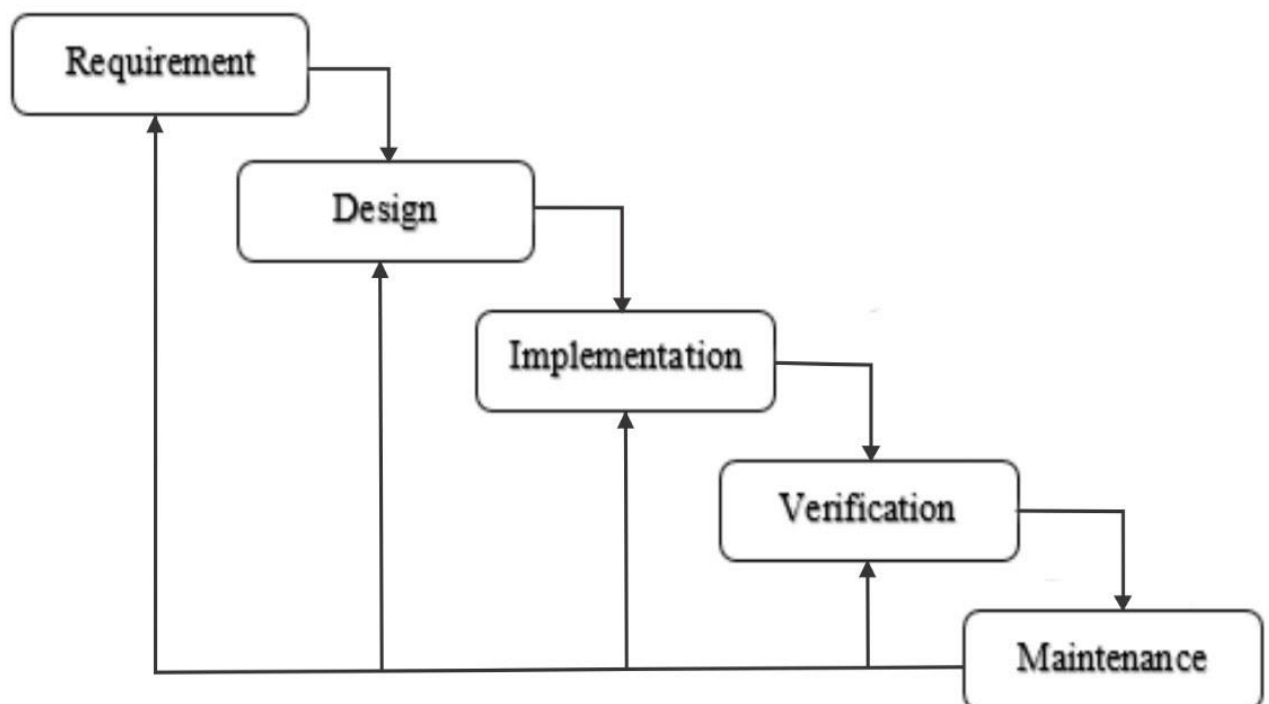 Requirement
Design
Implementation
Verification
Maintenance